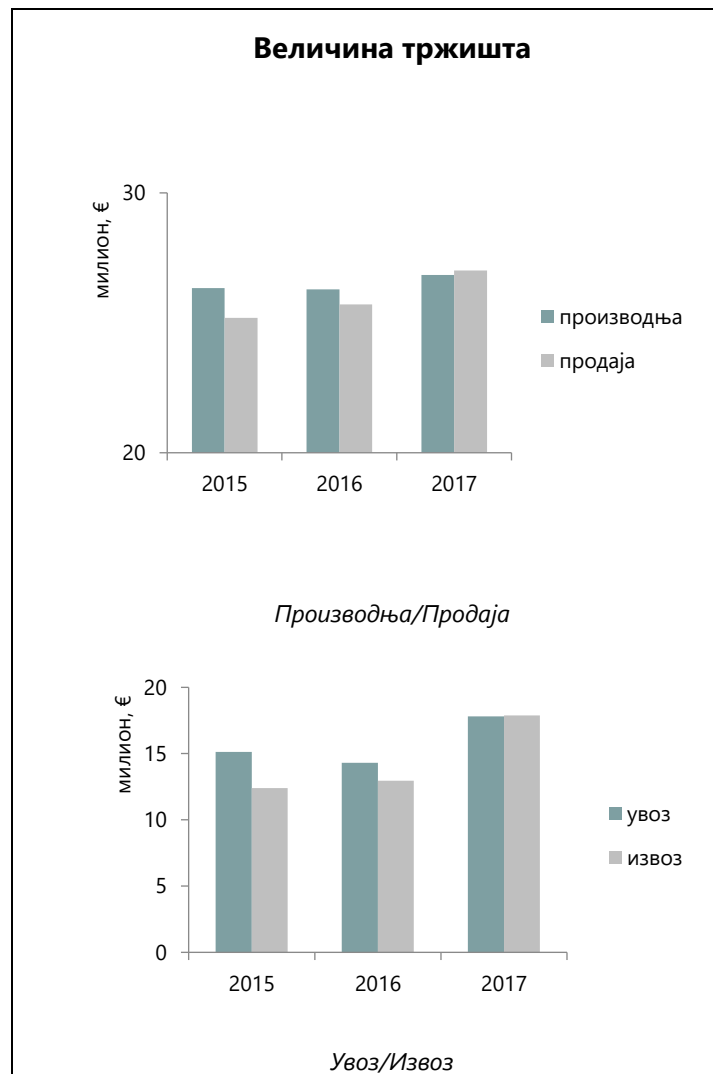 Величина тржишта
милион, €
30
20
2015 2016 2017
производња
продаја
Производња/Продаја
милион, €
20
15
10
5
0
2015 2016 2017
увоз
извоз
Увоз/Извоз